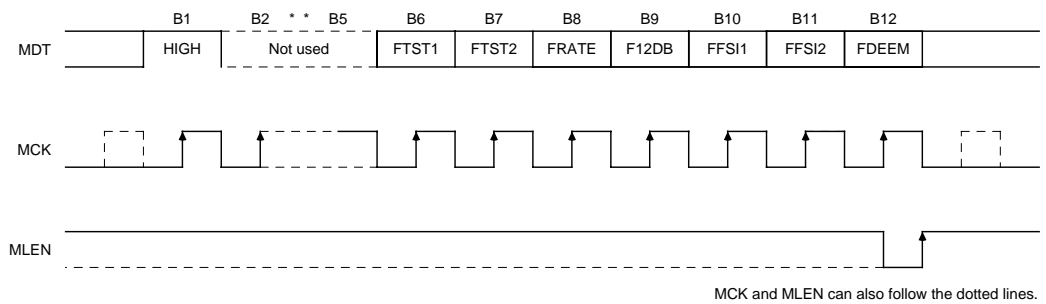 B1 B2 * * B5 B6 B7 B8 B9 B10 B11 B12
MDT HIGH Not used FTST1 FTST2 FRATE F12DB FFSI1 FFSI2 FDEEM
MCK
MLEN
MCK and MLEN can also follow the dotted lines.